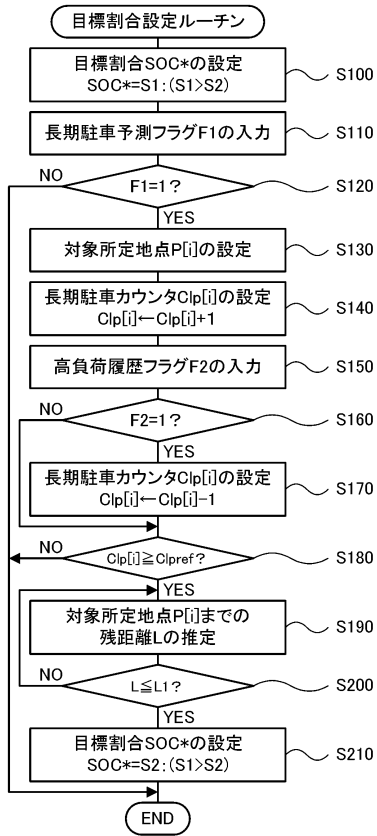 目標割合設定ルーチン
目標割合SOC*の設定
SOC*=S1:(S1>S2)
S100
長期駐車予測フラグF1の入力
S110
NO
F1=1?
S120
YES
対象所定地点P[i]の設定
S130
長期駐車カウンタClp[i]の設定
Clp[i]←Clp[i]+1
S140
高負荷履歴フラグF2の入力
S150
NO
F2=1?
S160
YES
長期駐車カウンタClp[i]の設定
Clp[i]←Clp[i]−1
S170
NO
Clp[i]≧Clpref?
S180
YES
対象所定地点P[i]までの
残距離Lの推定
S190
NO
L≦L1?
S200
YES
目標割合SOC*の設定
SOC*=S2:(S1>S2)
S210
END